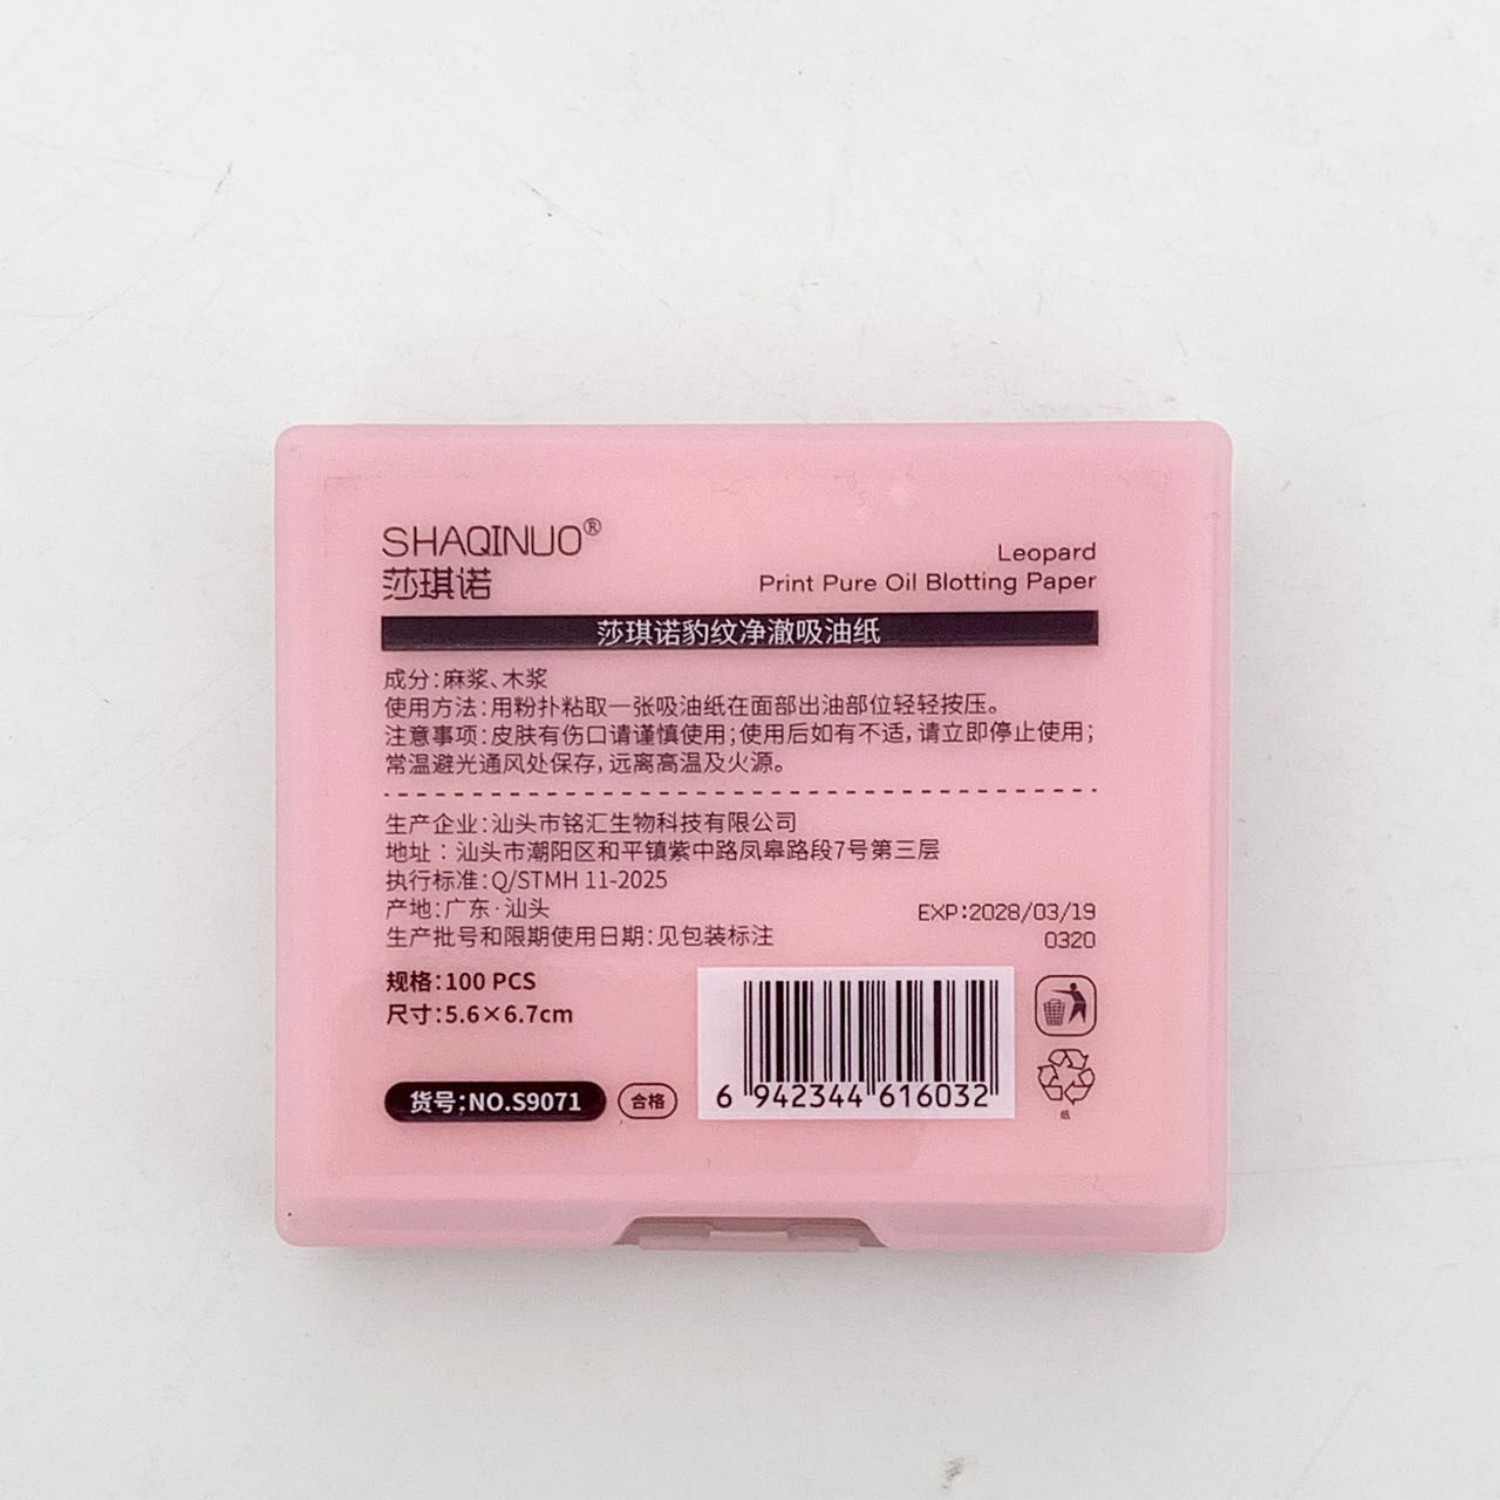 SHAQINUO®
莎琪诺
Leopard
Print Pure Oil Blotting Paper
莎琪诺豹纹净澈吸油纸
成分:麻浆、木浆
使用方法:用粉扑粘取一张吸油纸在面部出油部位轻轻按压。
注意事项:皮肤有伤口请谨慎使用;使用后如有不适,请立即停止使用;
常温避光通风处保存,远离高温及火源。
生产企业:汕头市铭汇生物科技有限公司
地址：汕头市潮阳区和平镇紫中路凤皋路段7号第三层
执行标准:Q/STMH 11-2025
产地:广东·汕头
生产批号和限期使用日期:见包装标注
EXP:2028/03/19
0320
规格:100 PCS
尺寸:5.6×6.7cm
货号:NO.S9071
合格
6 942344 616032
纸